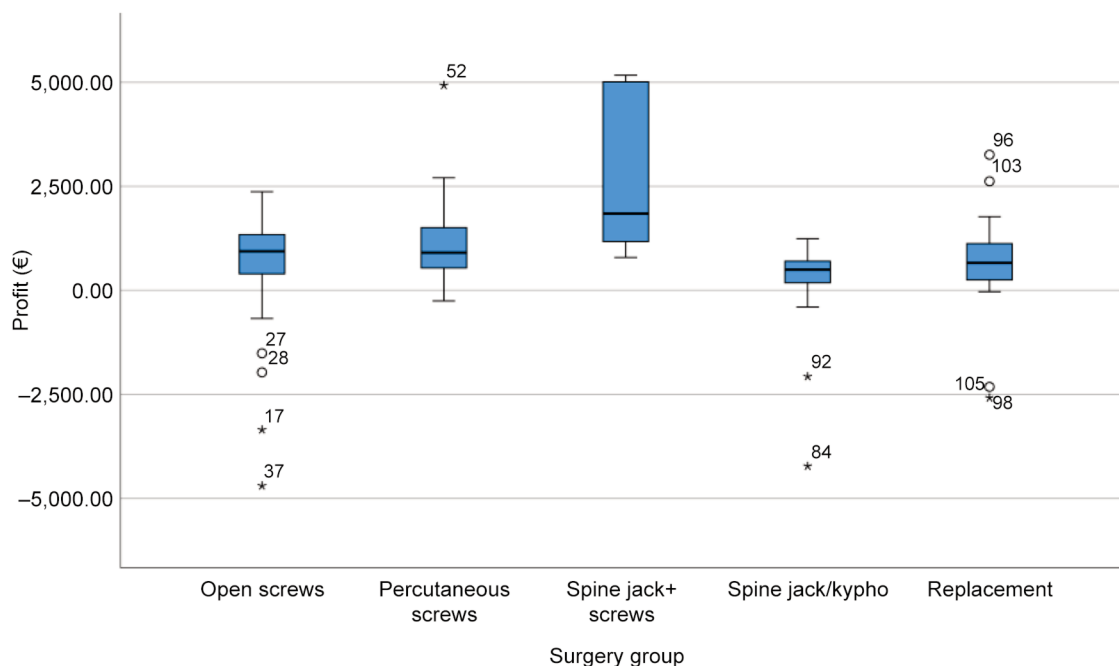 52
5,000.00
96
103
2,500.00
Profit (€)
0.00
27
28
92
105
98
–2,500.00
17
84
37
–5,000.00
Open screws
Percutaneous
screws
Spine jack+
screws
Spine jack/kypho
Replacement
Surgery group